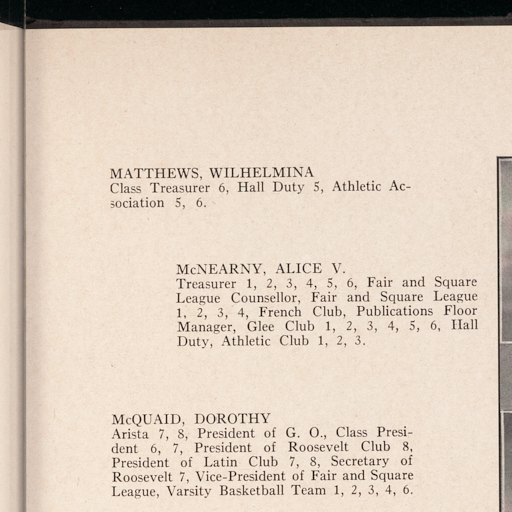 MATTHEWS, WILHELMINA
Class Treasurer 6, Hall Duty 5, Athletic Ac-
sociation 5, 6.
McNEARNY, ALICE V.
Treasurer 1, 2, 3, 4, 5, 6, Fair and Square
League Counsellor, Fair and Square League
1, 2, 3, 4, French Club, Publications Floor
Manager, Glee Club 1, 2, 3, 4, 5, 6, Hall
Duty, Athletic Club 1, 2, 3.
McQUAID, DOROTHY
Arista 7, 8, President of G. O., Class Presi-
dent 6, 7, President of Roosevelt Club 8,
President of Latin Club 7, 8, Secretary of
Roosevelt 7, Vice-President of Fair and Square
League, Varsity Basketball Team 1, 2, 3, 4, 6.